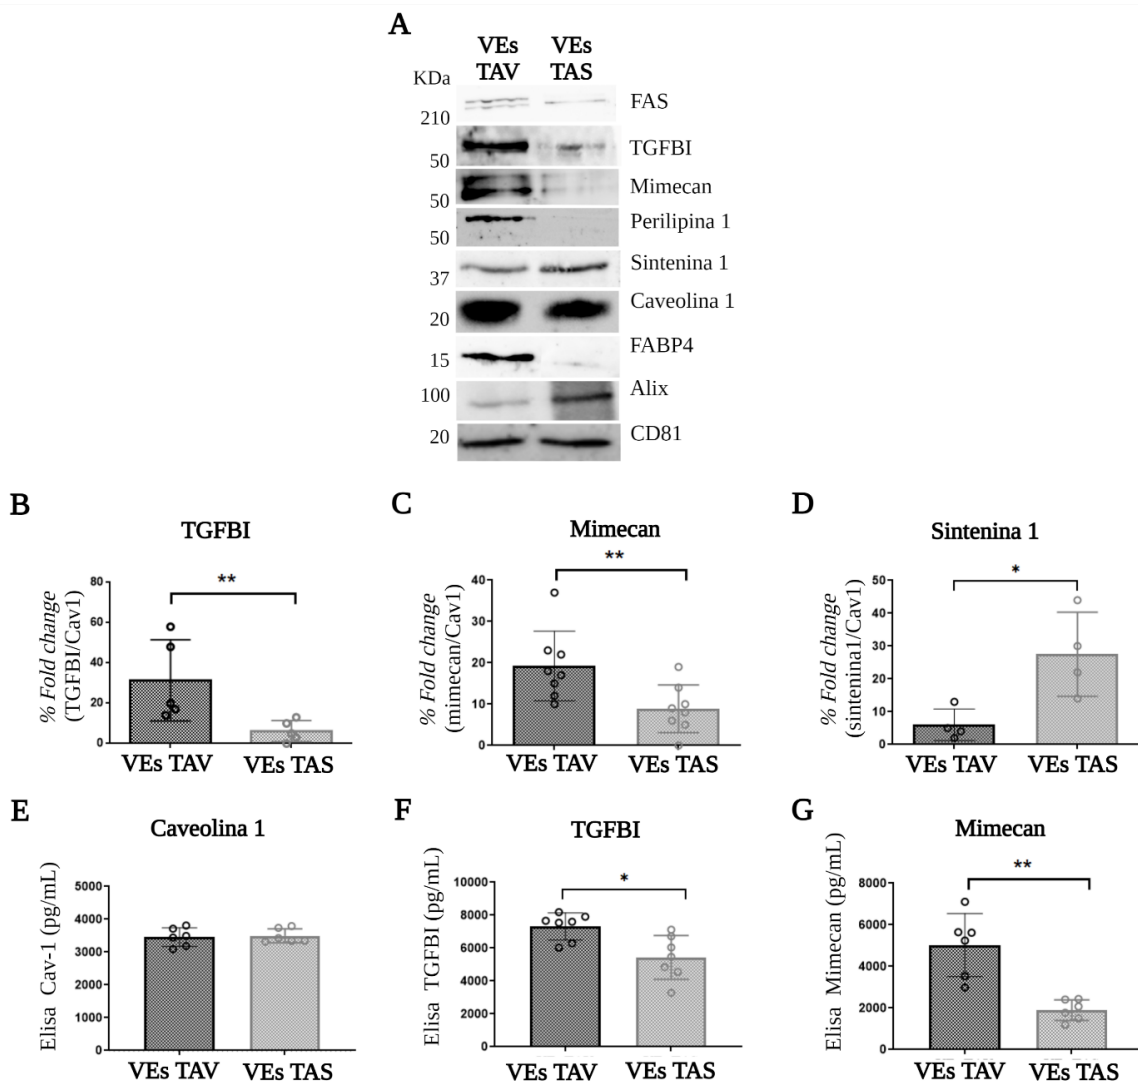 A
VEs TAV
VEs TAS
KDa
210
FAS
50
TGFBI
50
Mimecan
50
Perilipina 1
37
Sintenina 1
20
Caveolina 1
15
FABP4
100
Alix
20
CD81
B
TGFBI
**
% Fold change
(TGFBI/Cav1)
80
60
40
20
0
VEs TAV VEs TAS
C
Mimecan
**
% Fold change
(mimecan/Cav1)
40
30
20
10
0
VEs TAV VEs TAS
D
Sintenina 1
*
% Fold change
(sintenina1/Cav1)
50
40
30
20
10
0
VEs TAV VEs TAS
E
Caveolina 1
Elisa Cav-1 (pg/mL)
5000
4000
3000
2000
1000
0
VEs TAV VEs TAS
F
TGFBI
*
Elisa TGFBI (pg/mL)
10000
8000
6000
4000
2000
0
VEs TAV VEs TAS
G
Mimecan
**
Elisa Mimecan (pg/mL)
8000
6000
4000
2000
0
VEs TAV VEs TAS